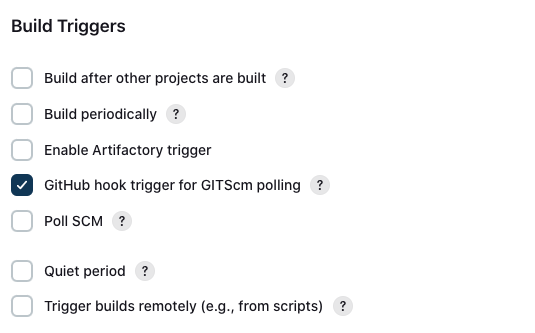 Build Triggers
Build after other projects are built ?
Build periodically ?
Enable Artifactory trigger
GitHub hook trigger for GITScm polling ?
Poll SCM ?
Quiet period ?
Trigger builds remotely (e.g., from scripts) ?